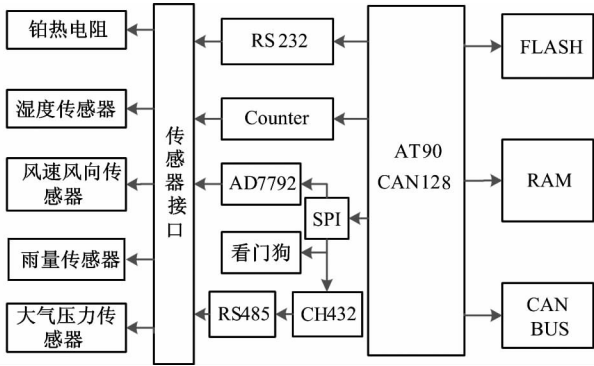 铂热电阻
湿度传感器
风速风向传
感器
雨量传感器
大气压力传
感器
传感器接口
RS232
Counter
AD7792
SPI
看门狗
RS485
CH432
AT90
CAN128
FLASH
RAM
CAN
BUS